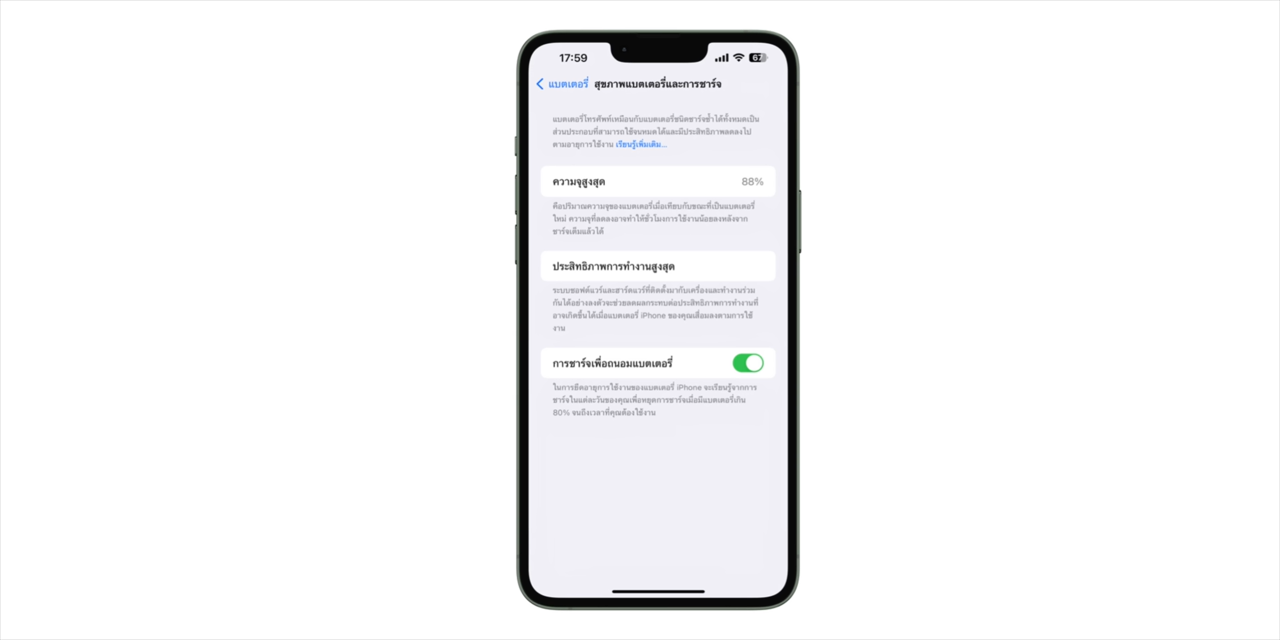 17:59
67
แบตเตอรี่ สุขภาพแบตเตอรี่และการชาร์จ
แบตเตอรี่โทรศัพท์เหมือนกับแบตเตอรี่ชนิดชาร์จซ้ำได้ทั้งหมดเป็น
ส่วนประกอบที่สามารถใช้จนหมดได้และมีประสิทธิภาพลดลงไป
ตามอายุการใช้งาน เรียนรู้เพิ่มเติม...
ความจุสูงสุด 88%
คือปริมาณความจุของแบตเตอรี่เมื่อเทียบกับขณะที่เป็นแบตเตอรี่
ใหม่ ความจุที่ลดลงอาจทำให้ชั่วโมงการใช้งานน้อยลงหลังจาก
ชาร์จเต็มแล้วได้
ประสิทธิภาพการทำงานสูงสุด
ระบบซอฟต์แวร์และฮาร์ดแวร์ที่ติดตั้งมากับเครื่องและทำงานร่วม
กันได้อย่างลงตัวจะช่วยลดผลกระทบต่อประสิทธิภาพการทำงานที่
อาจเกิดขึ้นได้เมื่อแบตเตอรี่ iPhone ของคุณเสื่อมลงตามการใช้
งาน
การชาร์จเพื่อถนอมแบตเตอรี่
ในการยืดอายุการใช้งานของแบตเตอรี่ iPhone จะเรียนรู้จากการ
ชาร์จในแต่ละวันของคุณเพื่อหยุดการชาร์จเมื่อมีแบตเตอรี่เกิน
80% จนถึงเวลาที่คุณต้องใช้งาน